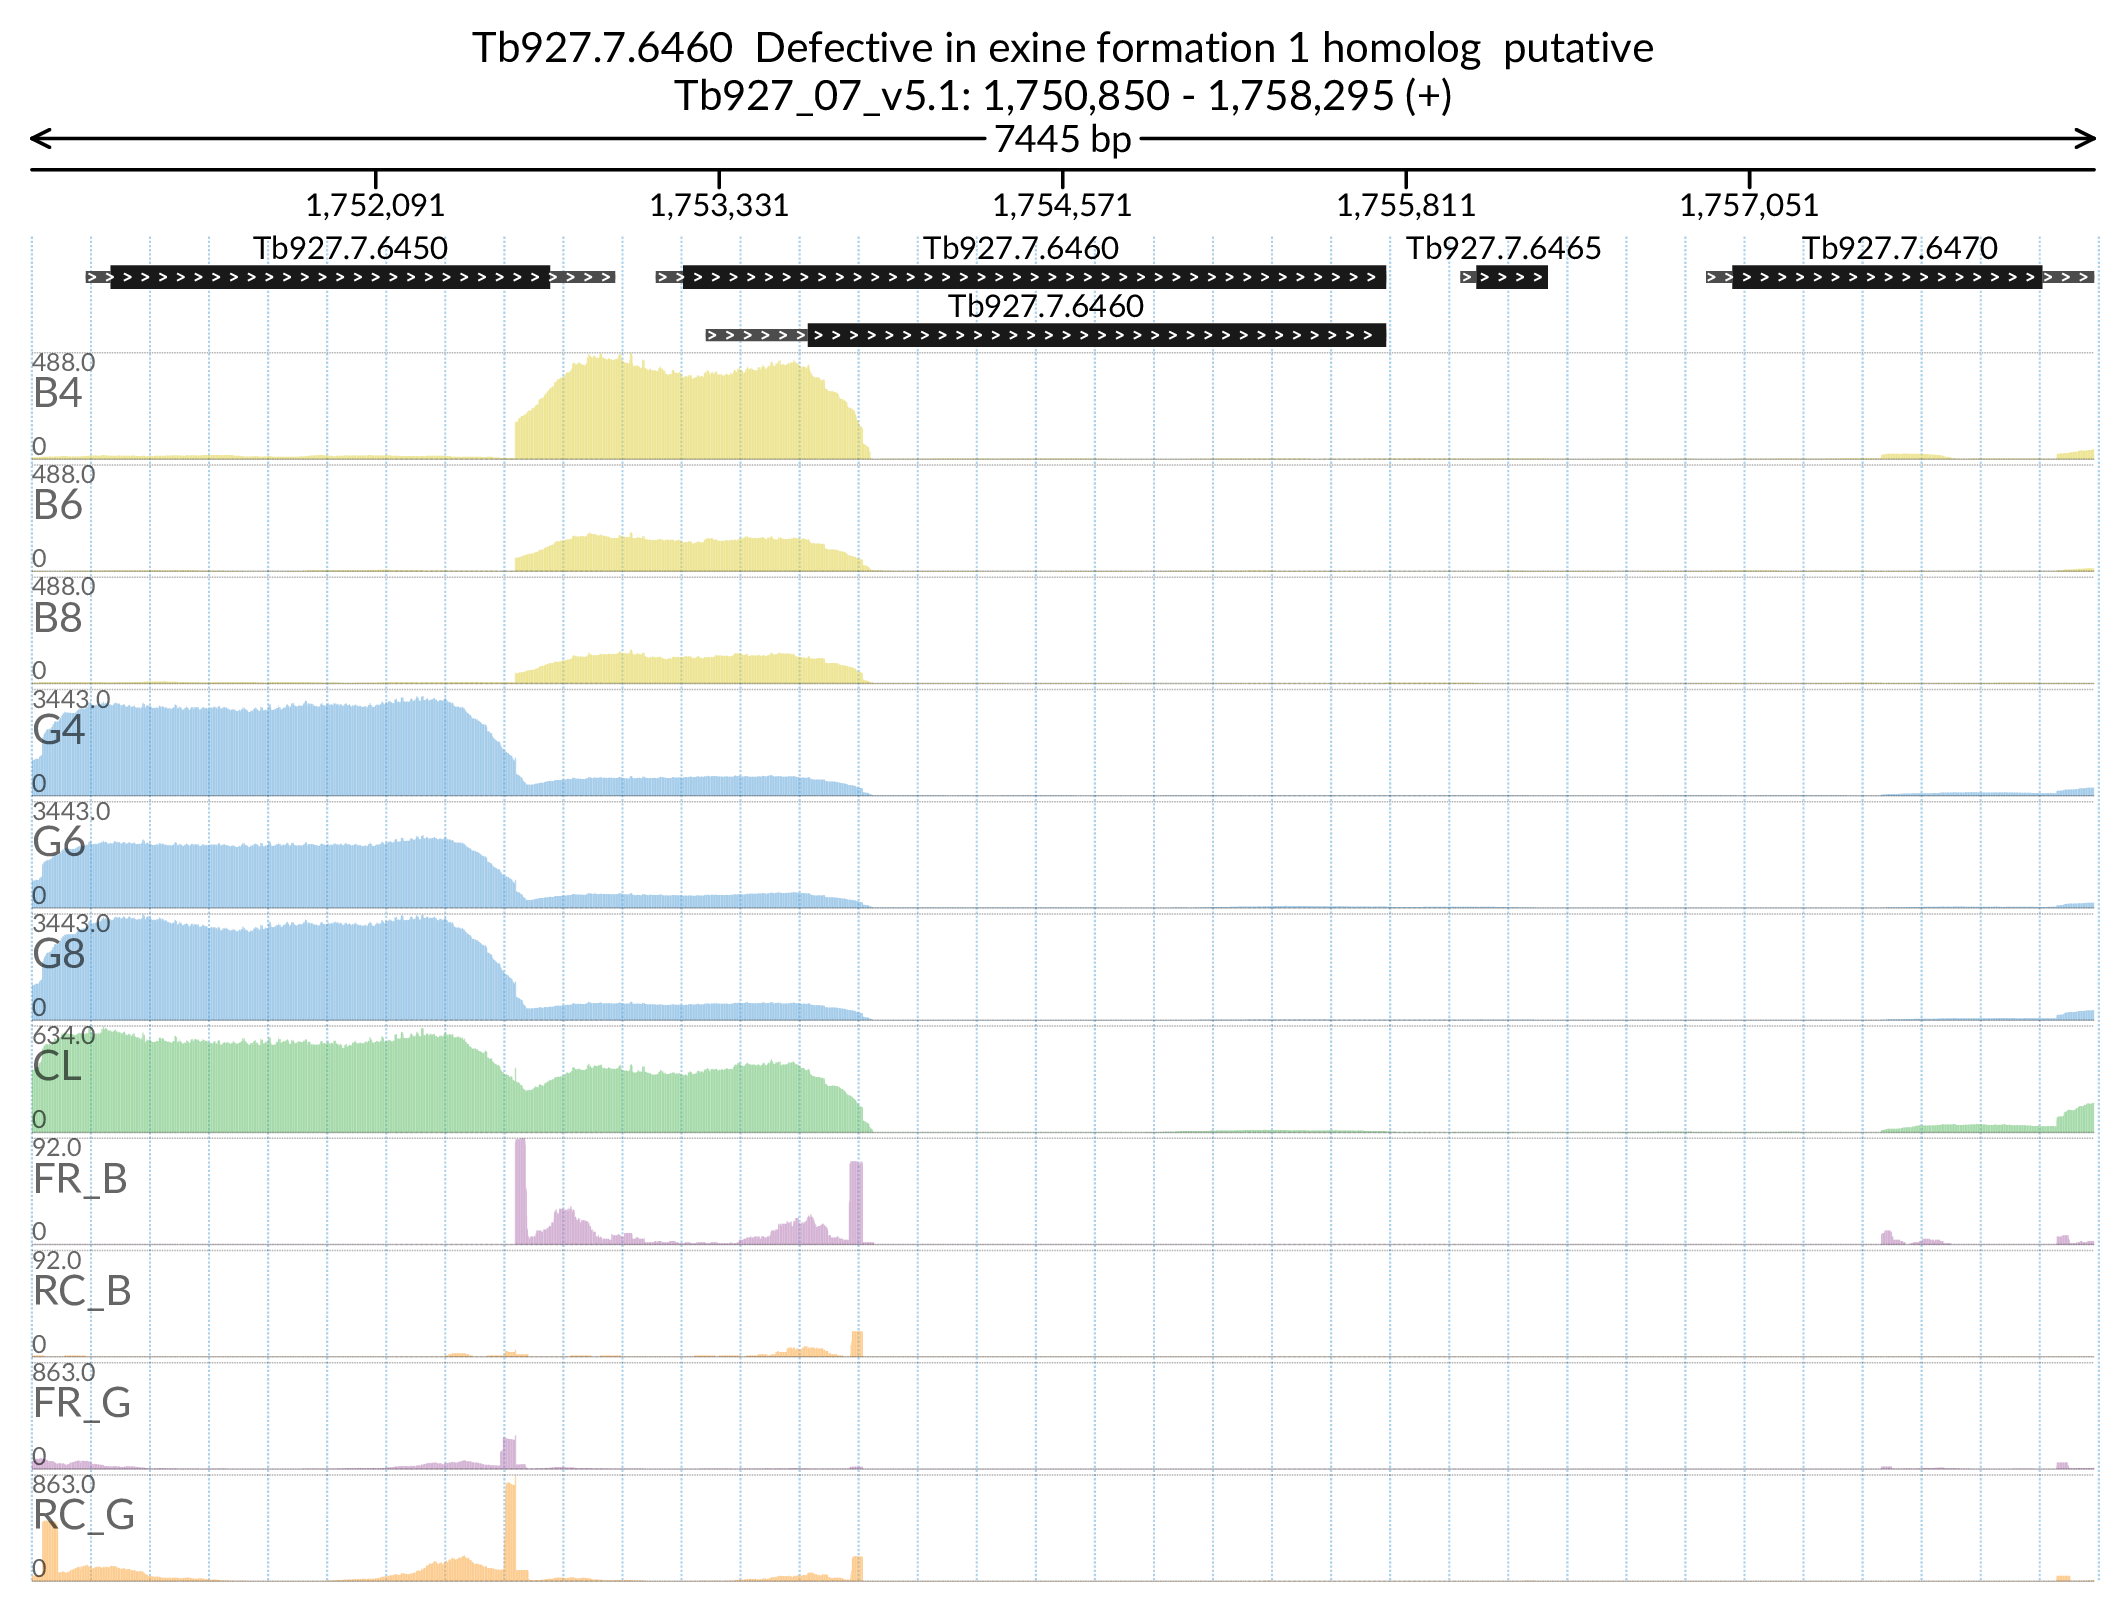 Tb927.7.6460  Defective in exine formation 1 homolog  putative
Tb927_07_v5.1: 1,750,850 - 1,758,295 (+)
7445 bp
1,752,091 1,753,331 1,754,571 1,755,811 1,757,051
Tb927.7.6450 Tb927.7.6460 Tb927.7.6465 Tb927.7.6470
Tb927.7.6460
488.0
B4
0
488.0
B6
0
488.0
B8
0
3443.0
G4
0
3443.0
G6
0
3443.0
G8
0
634.0
CL
0
92.0
FR_B
0
92.0
RC_B
0
863.0
FR_G
0
863.0
RC_G
0